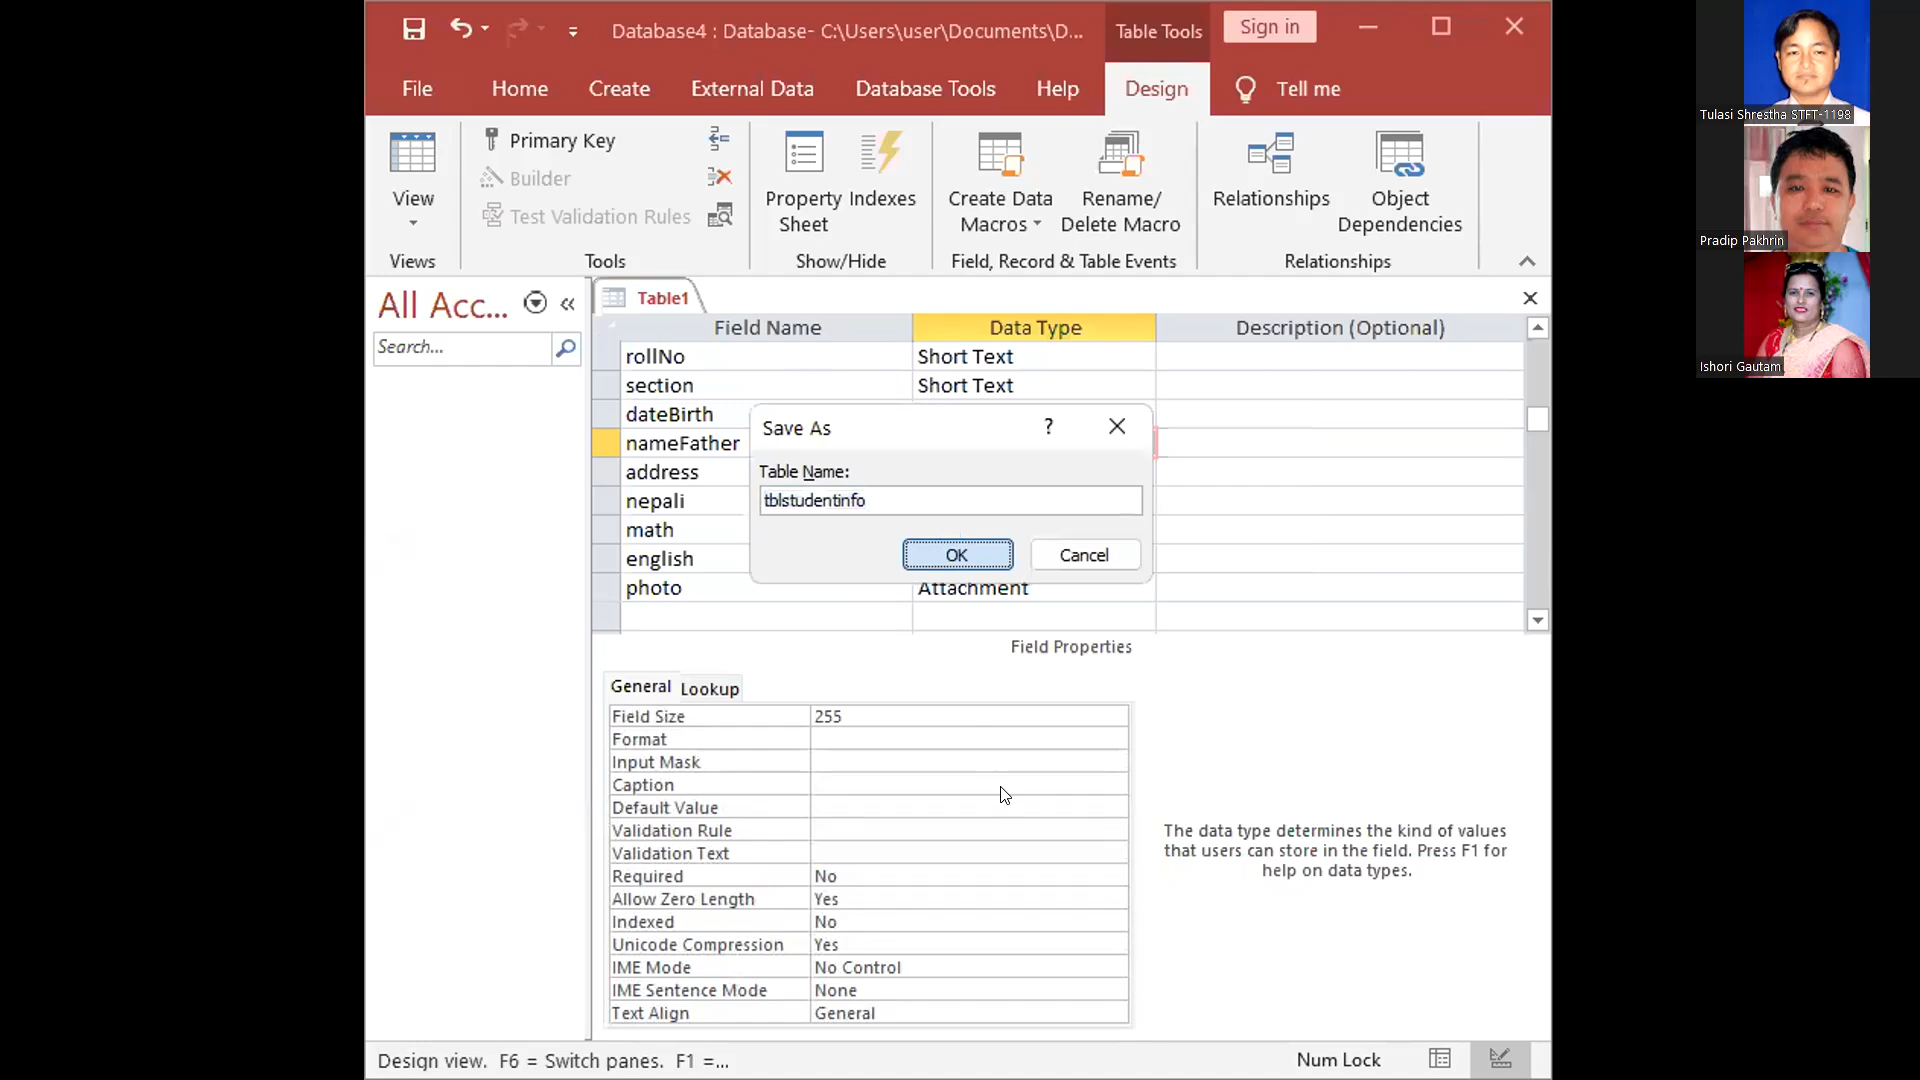 Database4 : Database- C:\Users\user\Documents\D...
Table Tools
Sign in
File
Home
Create
External Data
Database Tools
Help
Design
Tell me
View
Views
Primary Key
Builder
Test Validation Rules
Tools
Property
Sheet
Indexes
Show/Hide
Create Data
Macros
Rename/
Delete Macro
Field, Record & Table Events
Relationships
Object
Dependencies
Relationships
All Acc...
Search...
Table1
Field Name
Data Type
Description (Optional)
rollNo
Short Text
section
Short Text
dateBirth
nameFather
address
nepali
math
english
photo
Attachment
Save As
?
Table Name:
tblstudentinfo
OK
Cancel
Field Properties
General
Lookup
Field Size
255
Format
Input Mask
Caption
Default Value
Validation Rule
Validation Text
Required
No
Allow Zero Length
Yes
Indexed
No
Unicode Compression
Yes
IME Mode
No Control
IME Sentence Mode
None
Text Align
General
The data type determines the kind of values
that users can store in the field. Press F1 for
help on data types.
Design view.  F6 = Switch panes.  F1 =...
Num Lock
Tulasi Shrestha STFT-1198
Pradip Pakhrin
Ishori Gautam